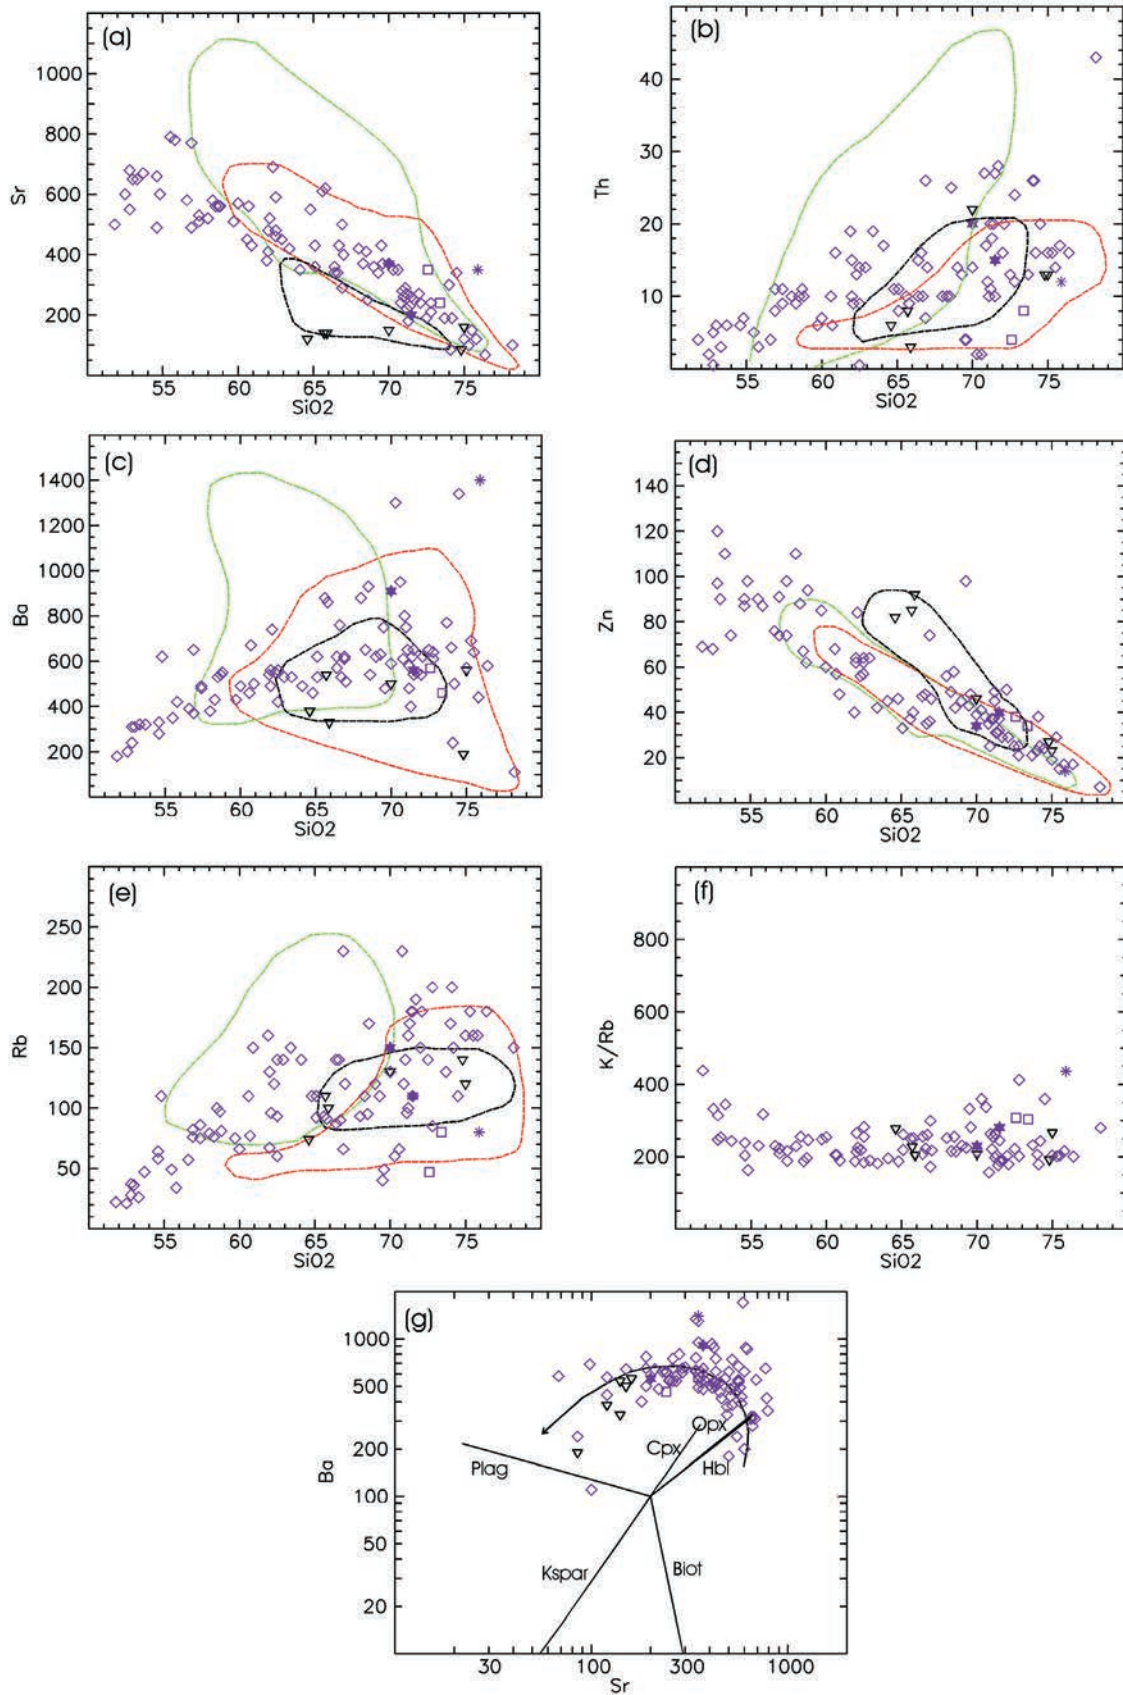 (a)
1000
800
600
400
200
Sr
55 60 65 70 75
SiO2
(b)
40
30
20
10
Th
55 60 65 70 75
SiO2
(c)
1400
1200
1000
800
600
400
200
Ba
55 60 65 70 75
SiO2
(d)
140
120
100
80
60
40
20
Zn
55 60 65 70 75
SiO2
(e)
250
200
150
100
50
Rb
55 60 65 70 75
SiO2
(f)
800
600
400
200
K/Rb
55 60 65 70 75
SiO2
(g)
1000
500
200
100
50
20
Ba
Opx
Cpx
Hbl
Plag
Kspar
Biot
30 100 300 1000
Sr